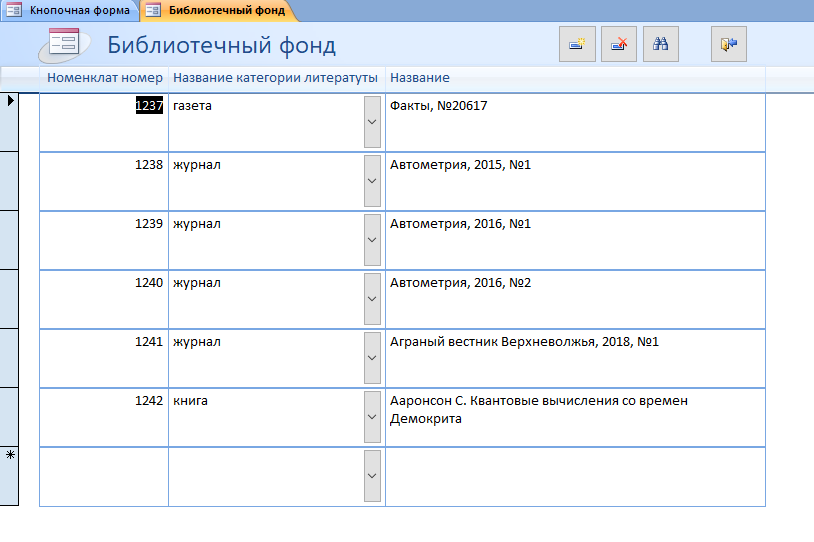 Кнопочная форма
Библиотечный фонд
Библиотечный фонд
Номенклат номер Название категории литератуты Название
1237 газета Факты, №20617
1238 журнал Автометрия, 2015, №1
1239 журнал Автометрия, 2016, №1
1240 журнал Автометрия, 2016, №2
1241 журнал Аграный вестник Верхневолжья, 2018, №1
1242 книга Ааронсон С. Квантовые вычисления со времен
Демокрита